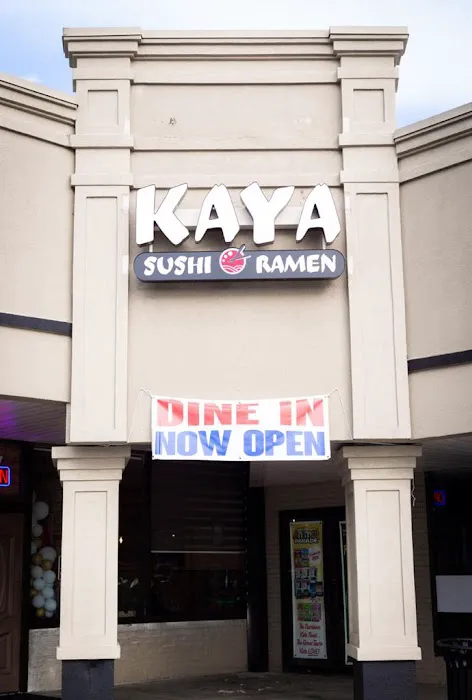 KAYA
SUSHI RAMEN
DINE IN
NOW OPEN